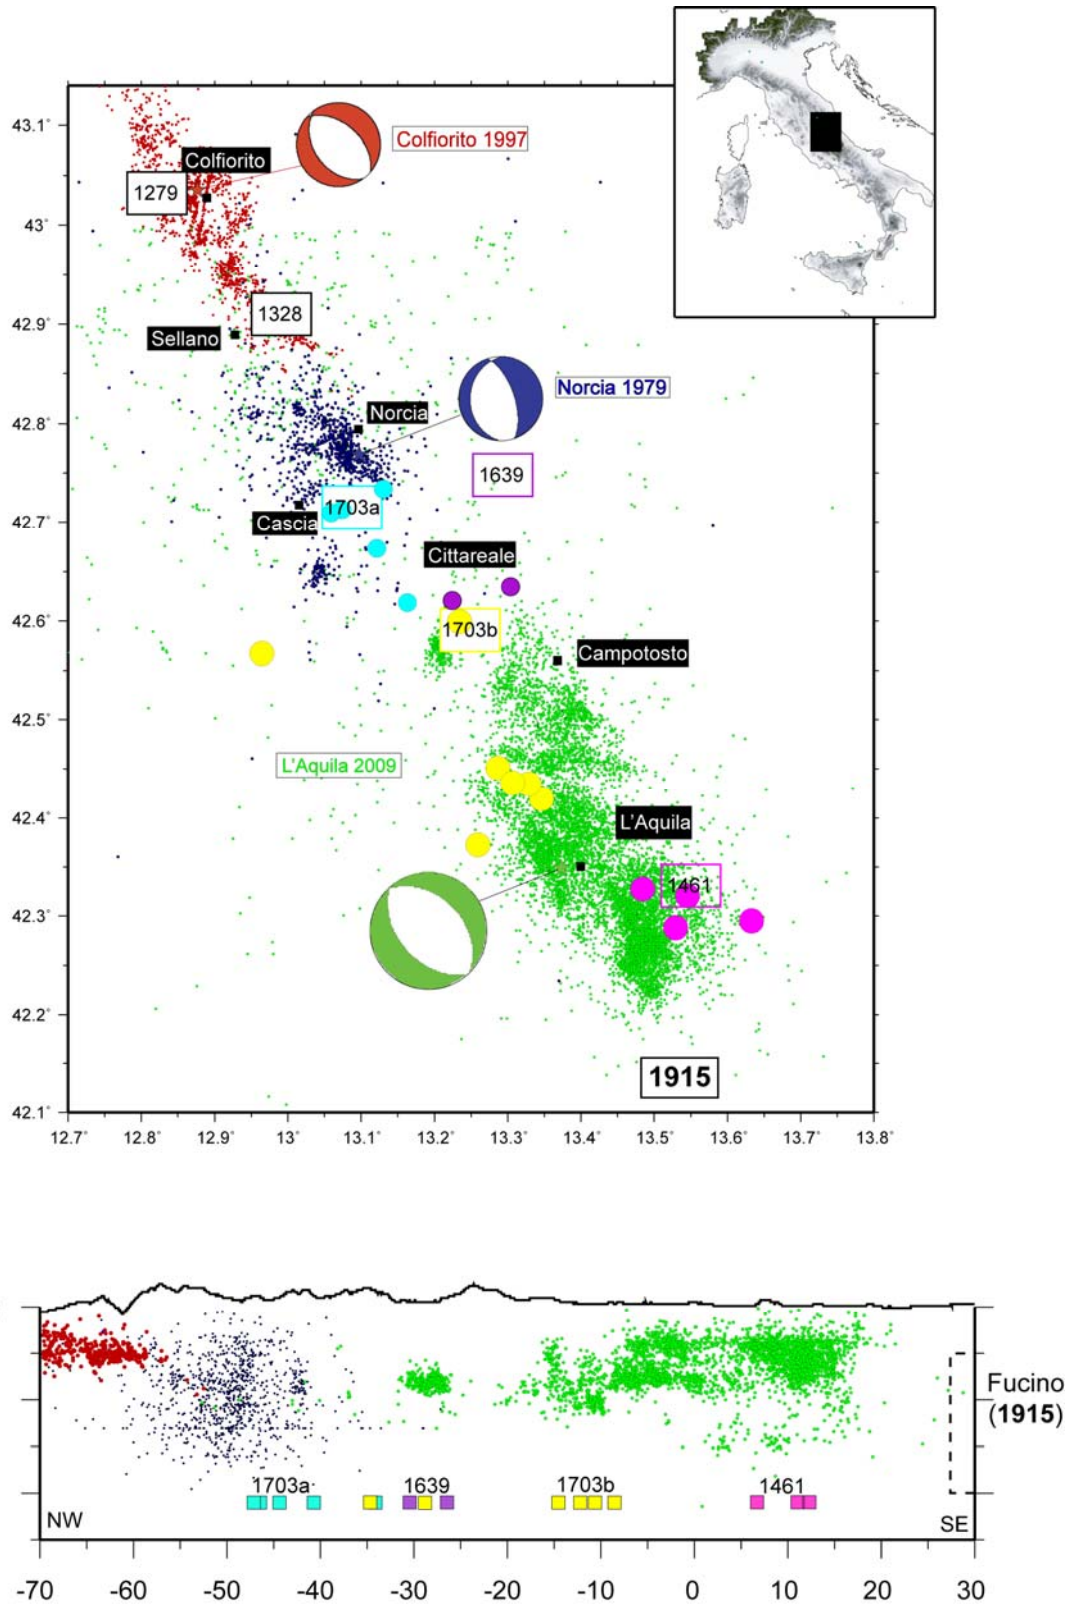 43.1°
43°
42.9°
42.8°
42.7°
42.6°
42.5°
42.4°
42.3°
42.2°
42.1°
12.7°
12.8°
12.9°
13°
13.1°
13.2°
13.3°
13.4°
13.5°
13.6°
13.7°
13.8°
Colfiorito 1997
Colfiorito
1279
1328
Sellano
Norcia 1979
Norcia
1639
1703a
Cascia
Cittareale
1703b
Campotosto
L'Aquila 2009
L'Aquila
1461
1915
Fucino
(1915)
1703a
1639
1703b
1461
NW
SE
-70
-60
-50
-40
-30
-20
-10
0
10
20
30